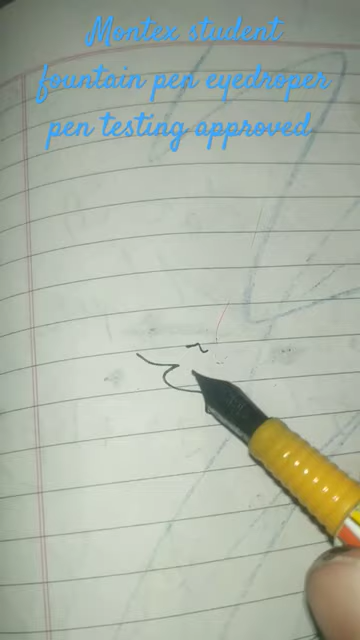 Montex student
fountain pen eyedroper
pen testing approved